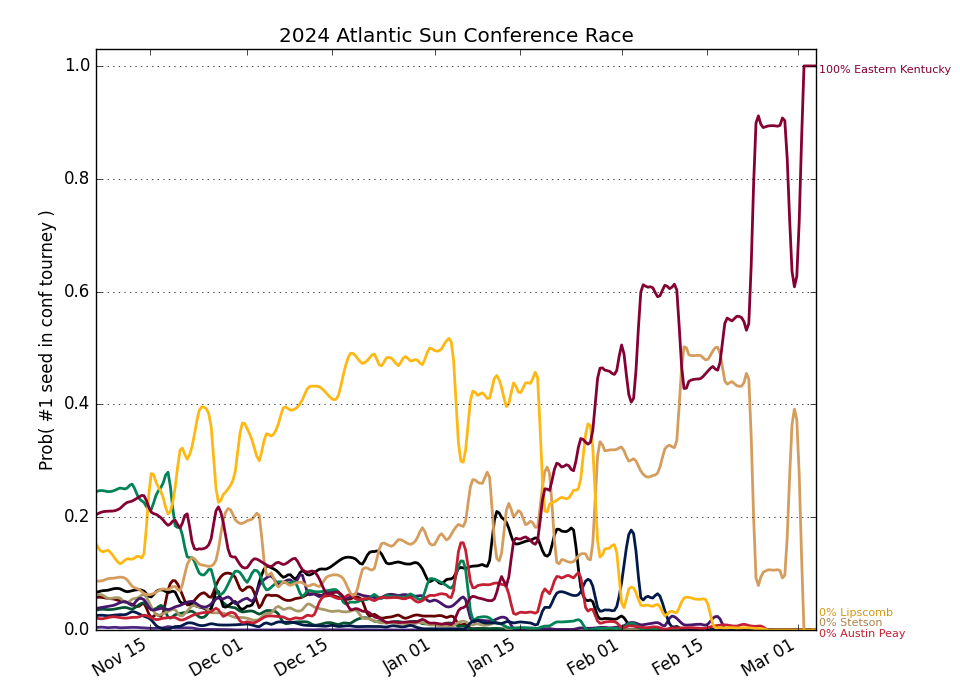 2024 Atlantic Sun Conference Race
1.0
100% Eastern Kentucky
0.8
0.6
Prob( #1 seed in conf tourney )
0.4
0.2
0% Lipscomb
0% Stetson
0.0
0% Austin Peay
Nov 15
Dec 01
Dec 15
Jan 01
Jan 15
Feb 01
Feb 15
Mar 01